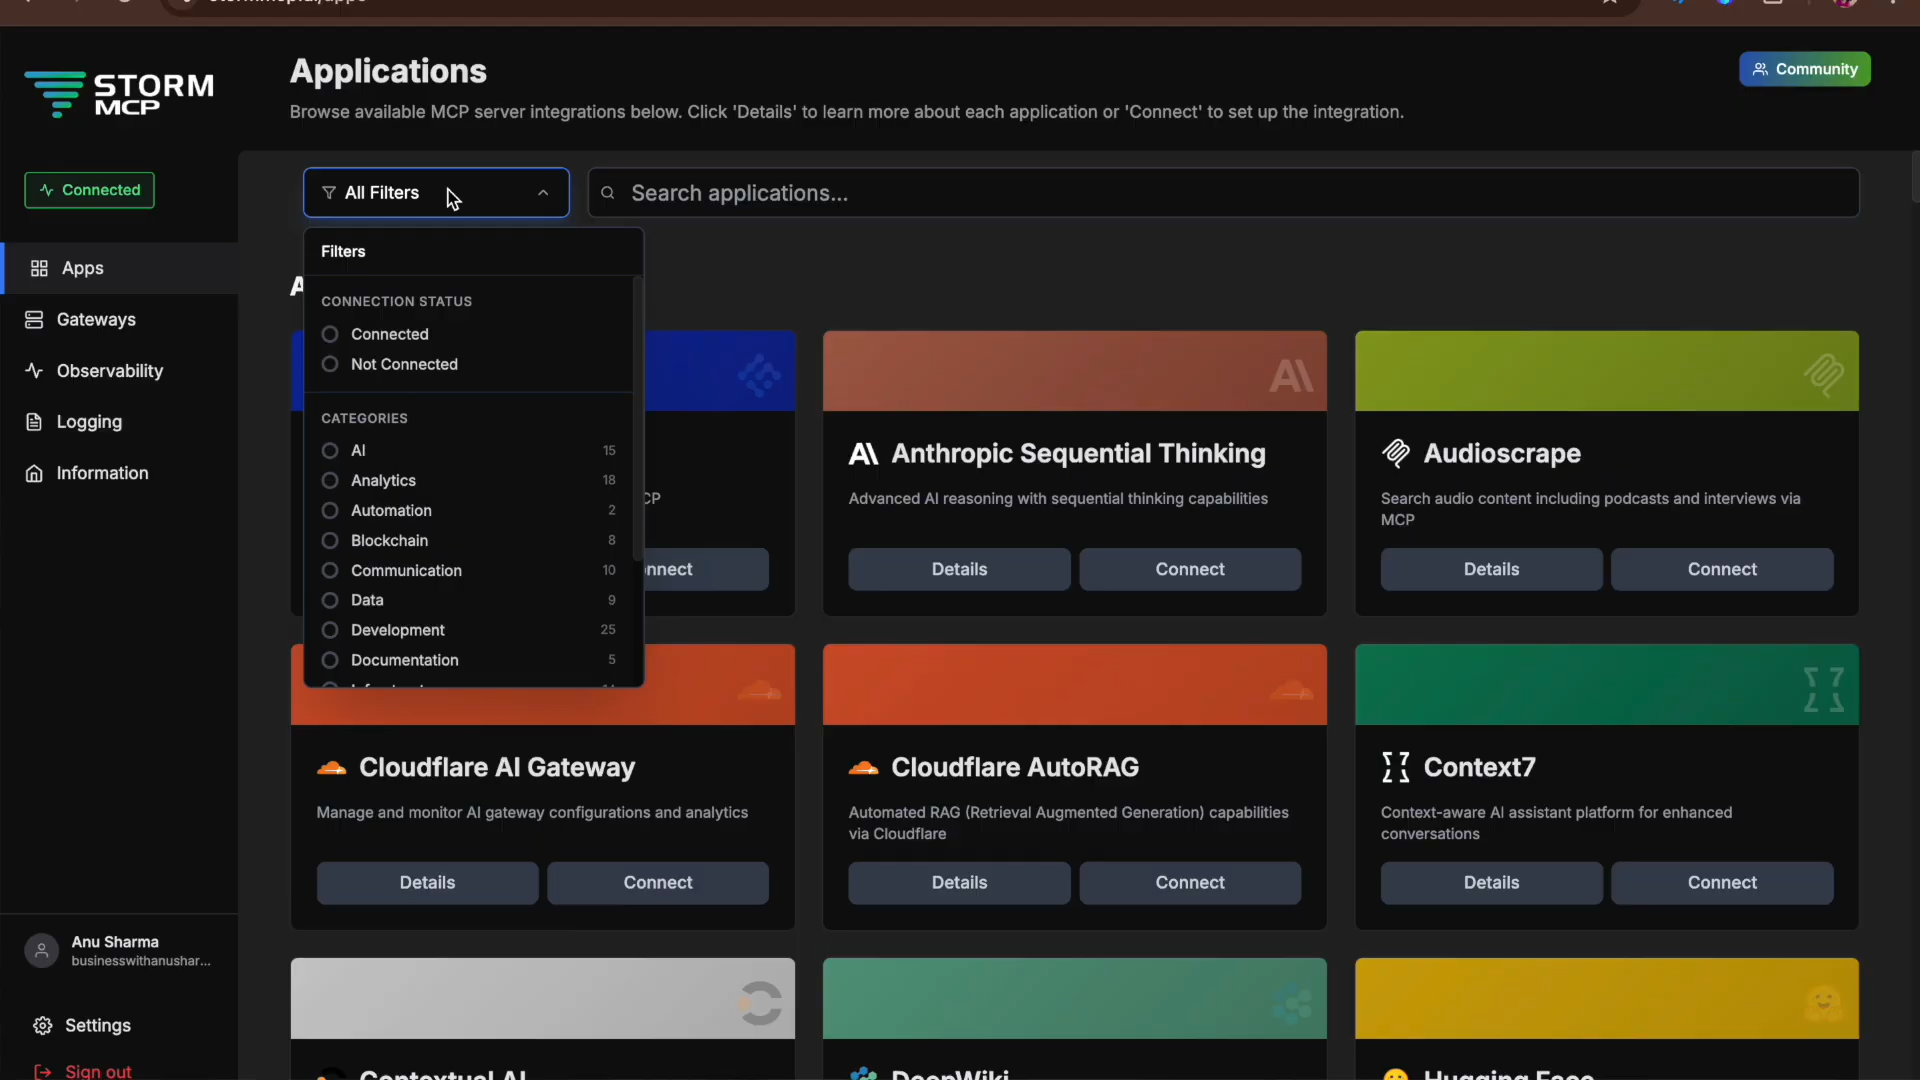 STORM
MCP
Connected
Apps
Gateways
Observability
Logging
Information
Anu Sharma
businesswithanushar...
Settings
Sign out
Applications
Browse available MCP server integrations below. Click 'Details' to learn more about each application or 'Connect' to set up the integration.
Community
All Filters
Search applications...
Filters
CONNECTION STATUS
Connected
Not Connected
CATEGORIES
AI 15
Analytics 18
Automation 2
Blockchain 8
Communication 10
Data 9
Development 25
Documentation 5
Anthropic Sequential Thinking
Advanced AI reasoning with sequential thinking capabilities
Details
Connect
Audioscrape
Search audio content including podcasts and interviews via
MCP
Details
Connect
Cloudflare AI Gateway
Manage and monitor AI gateway configurations and analytics
Details
Connect
Cloudflare AutoRAG
Automated RAG (Retrieval Augmented Generation) capabilities
via Cloudflare
Details
Connect
Context7
Context-aware AI assistant platform for enhanced
conversations
Details
Connect
Contextual AI
DeepWiki
Hugging Face